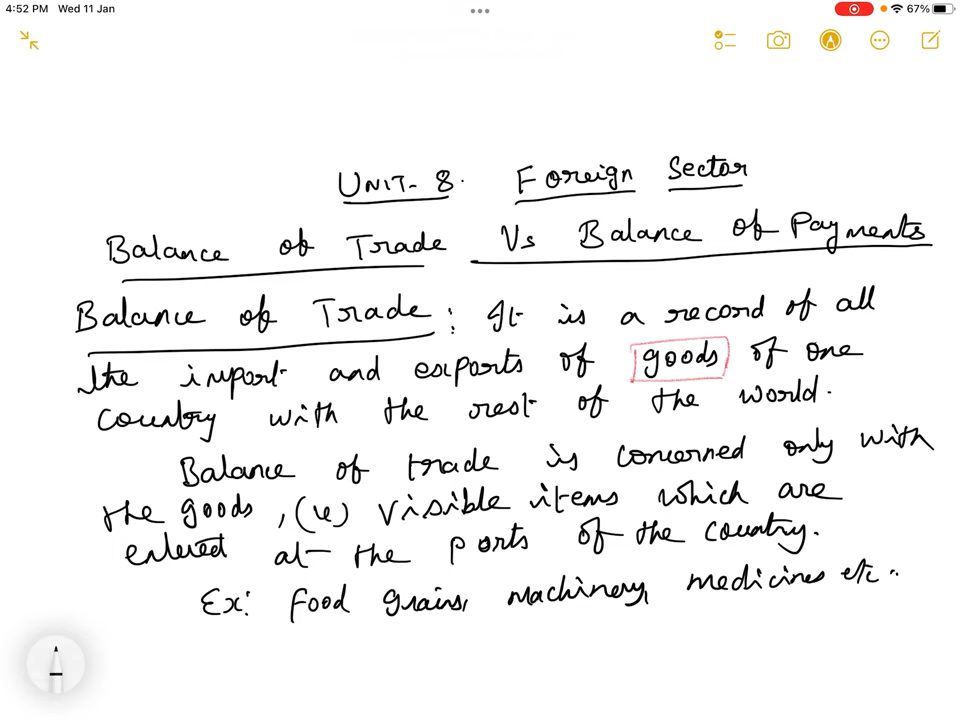 4:52 PM Wed 11 Jan
67%
UNIT-8. Foreign Sector
Balance of Trade Vs Balance of Payments
Balance of Trade: It is a record of all
the import and exports of goods of one
country with the rest of the world.
Balance of trade is concerned only with
the goods, (ie) visible items which are
entered at the ports of the country.
Ex: Food grains, machinery, medicines etc..